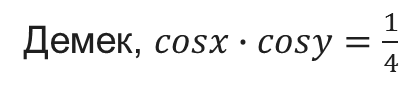 Демек, cosx · cosy = 1/4